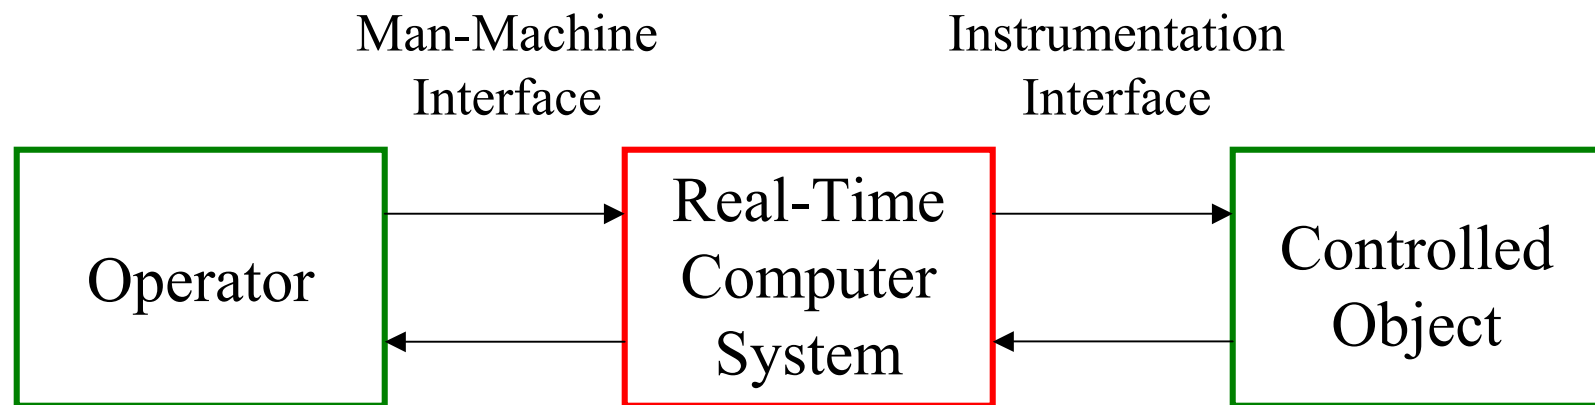 Man-Machine
Interface
Instrumentation
Interface
Operator
Real-Time
Computer
System
Controlled
Object